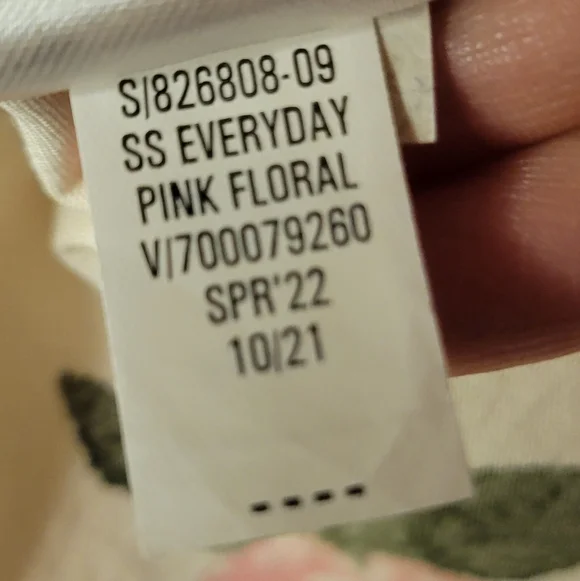 S/826808-09
SS EVERYDAY
PINK FLORAL
V/700079260
SPR'22
10/21
----